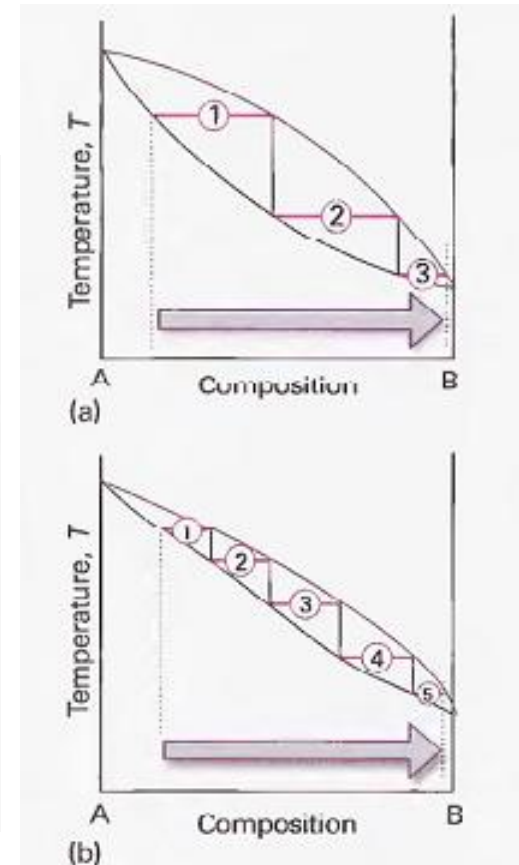 Temperature, T
1
2
3
A
Composition
B
(a)
Temperature, T
1
2
3
4
5
A
Composition
B
(b)